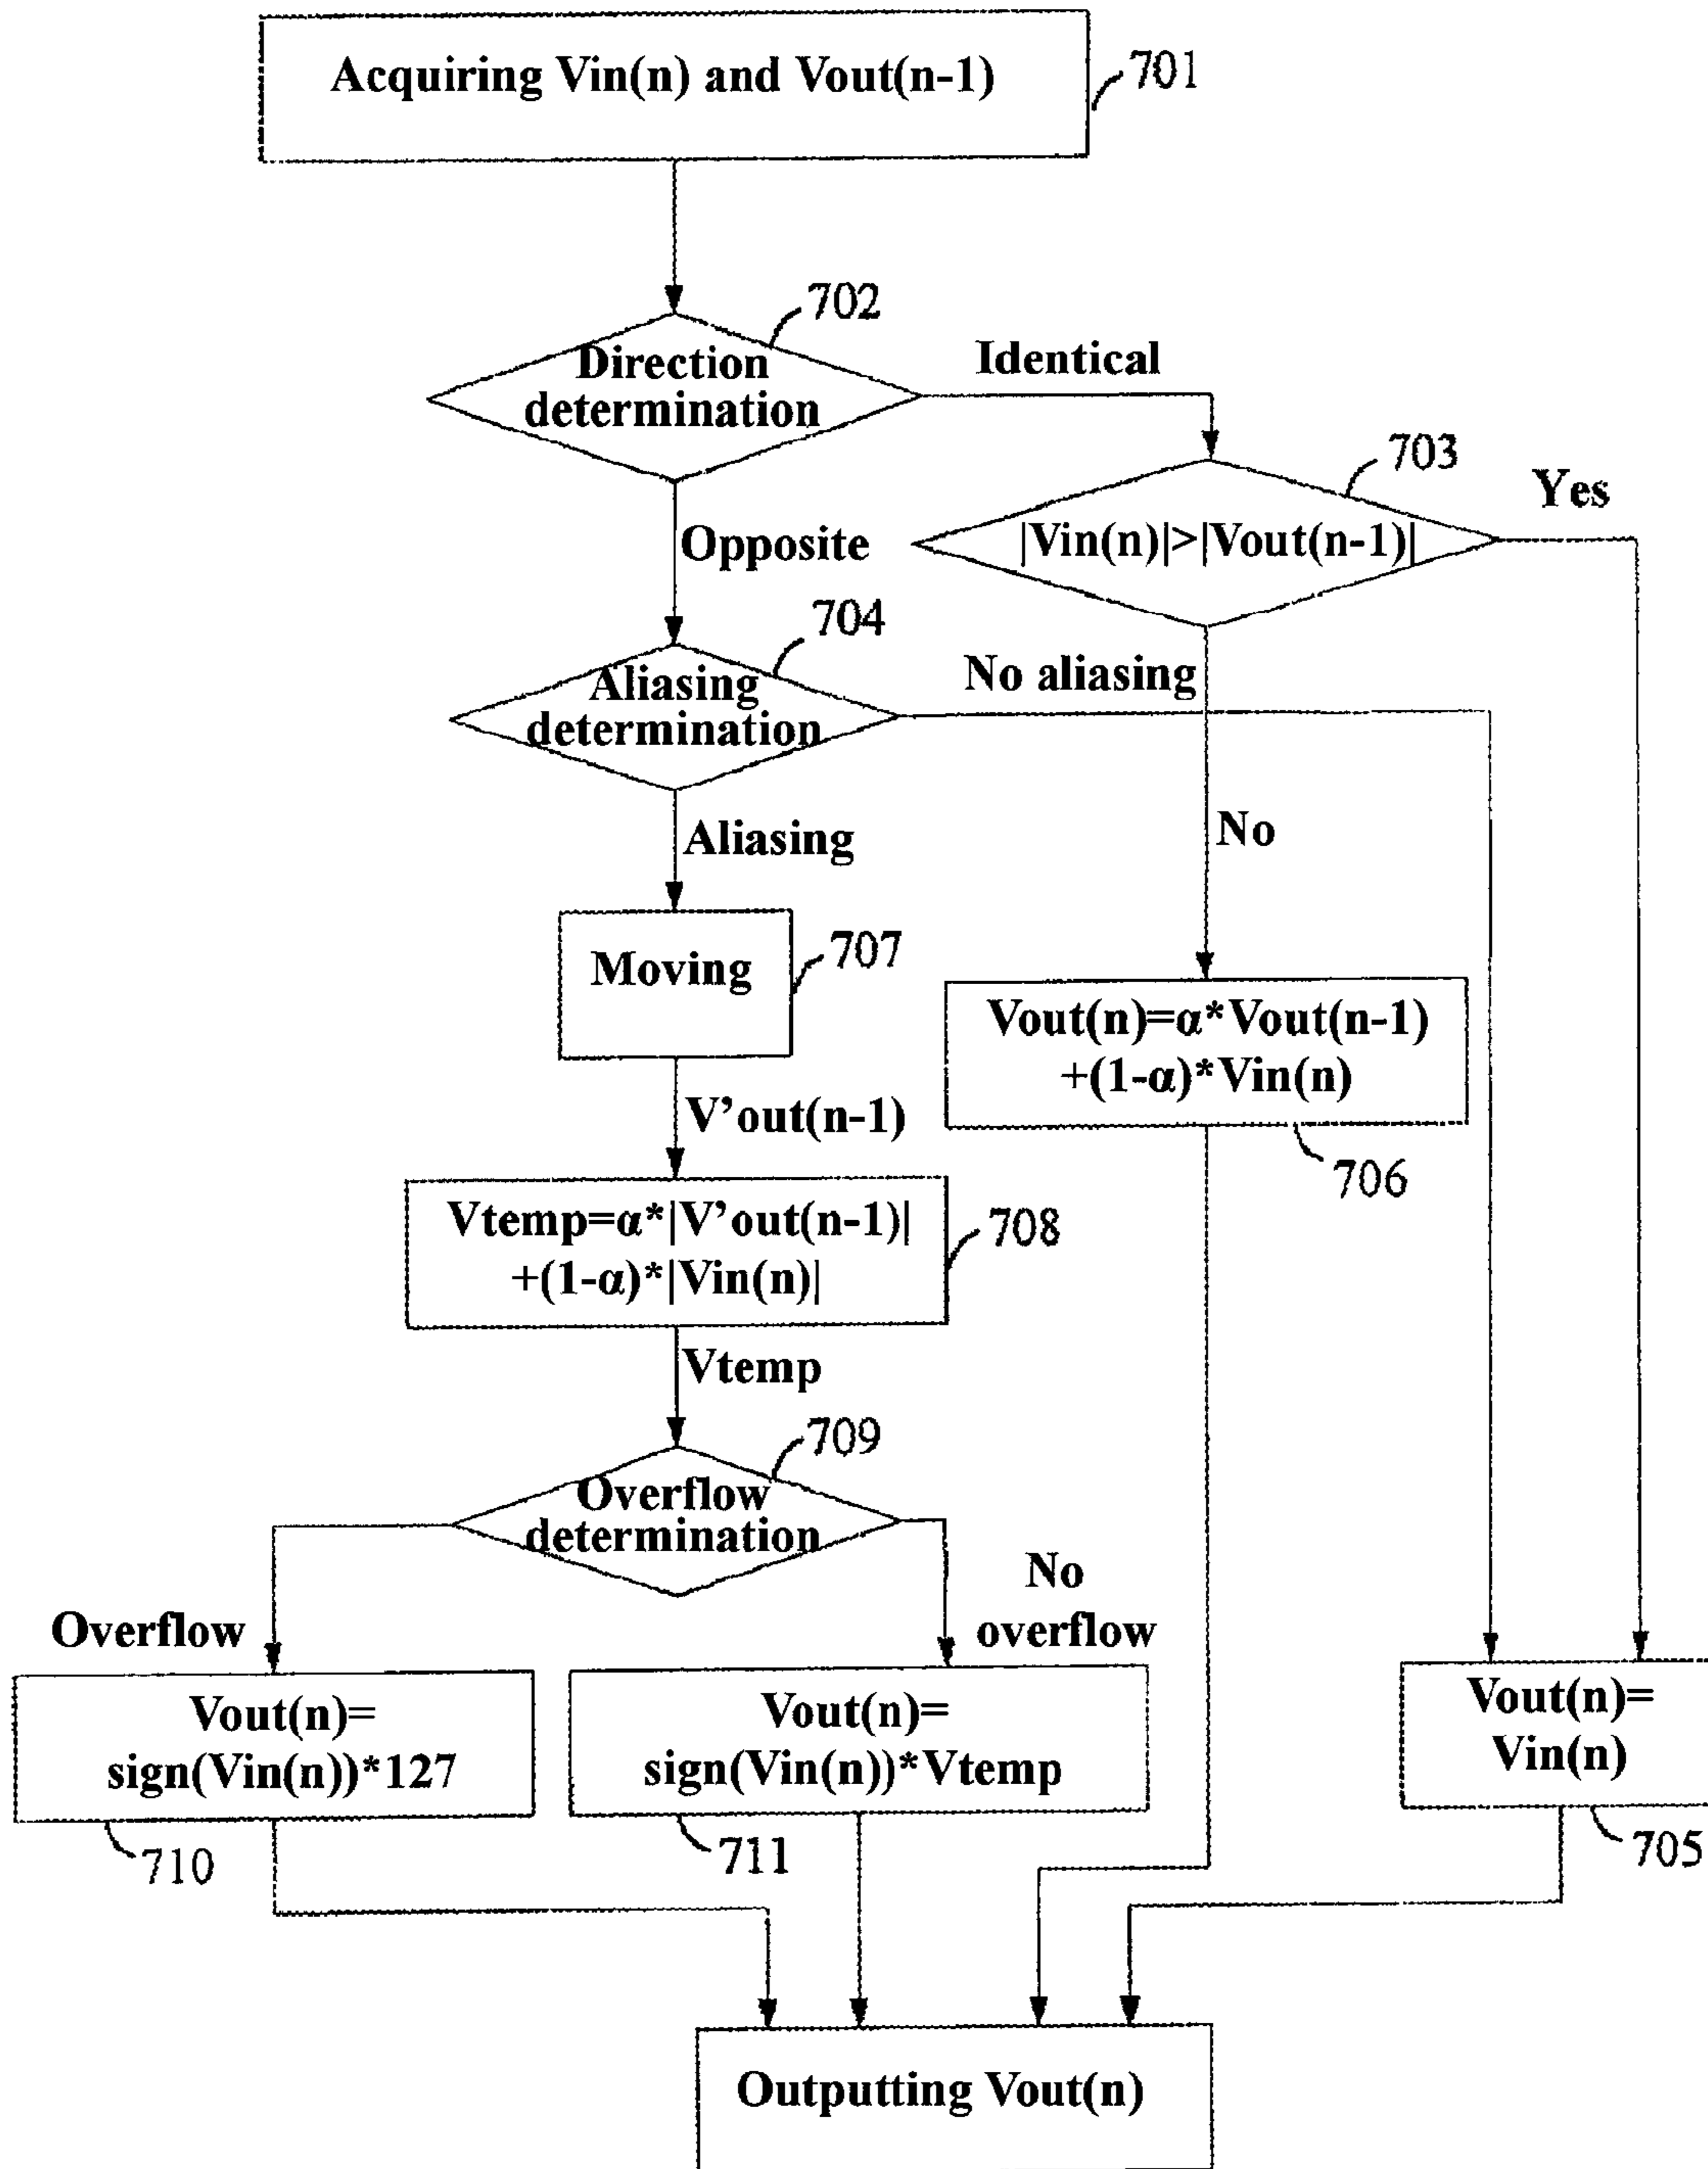 Acquiring Vin(n) and Vout(n-1)
701
702
Direction
determination
Identical
703
Yes
|Vin(n)|>|Vout(n-1)|
Opposite
704
No aliasing
Aliasing
determination
Aliasing
No
Moving
707
Vout(n)=α*Vout(n-1)
+(1-α)*Vin(n)
706
V’out(n-1)
Vtemp=α*|V’out(n-1)|
+(1-α)*|Vin(n)|
708
Vtemp
709
Overflow
determination
Overflow
No
overflow
Vout(n)=
sign(Vin(n))*127
710
Vout(n)=
sign(Vin(n))*Vtemp
711
Vout(n)=
Vin(n)
705
Outputting Vout(n)